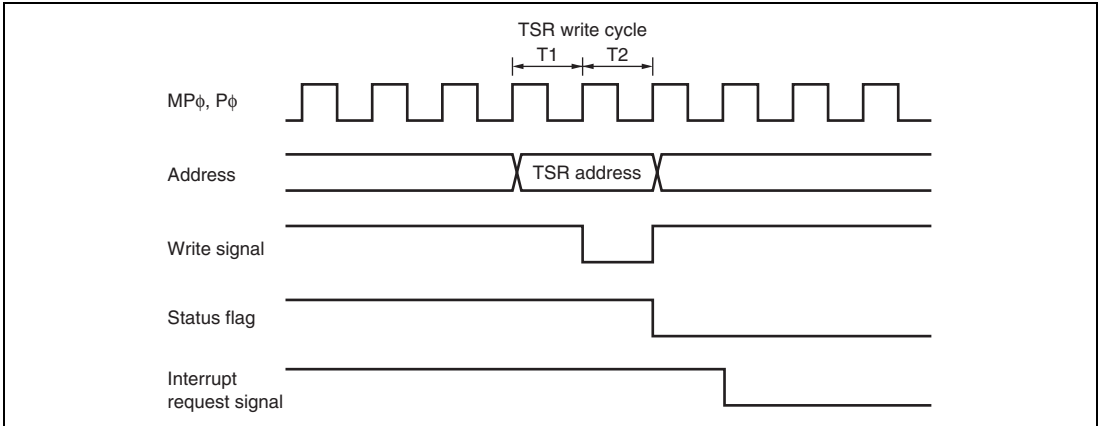 TSR write cycle
T1 T2
MPφ, Pφ
Address
TSR address
Write signal
Status flag
Interrupt
request signal